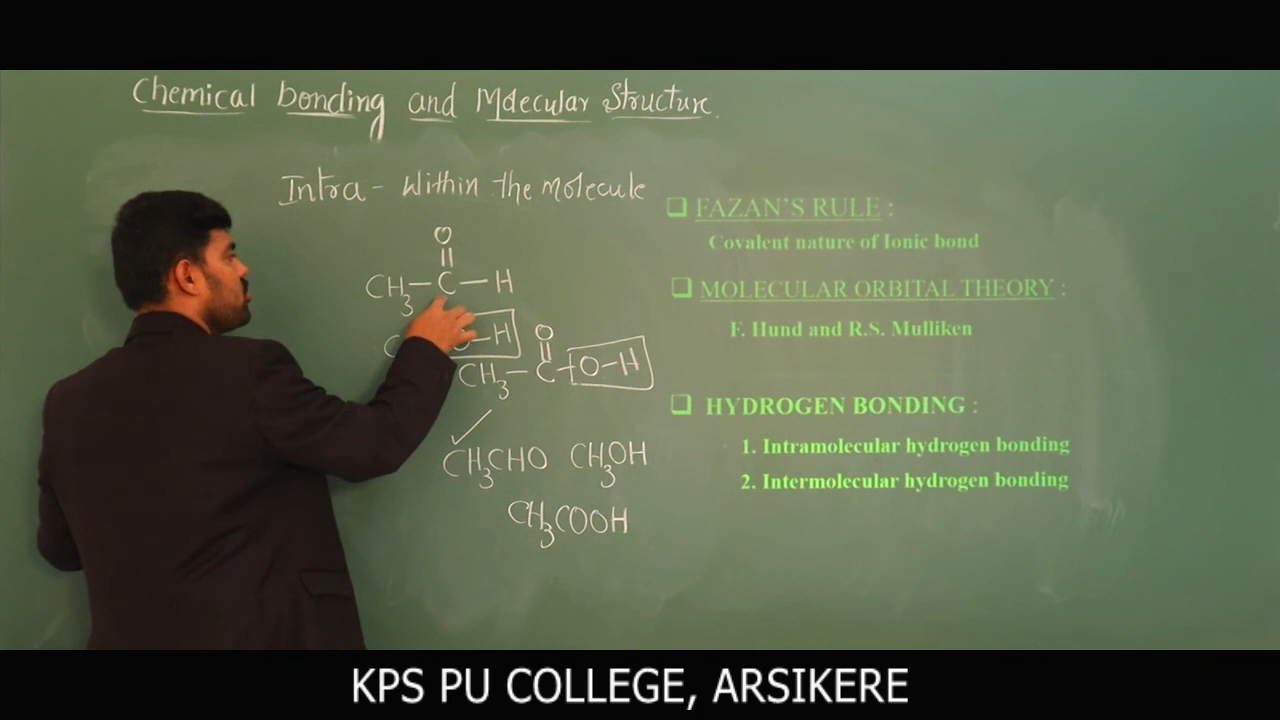 Chemical bonding and Molecular Structure.
Intra - Within the molecule
O
||
CH3 - C - H
C O-H
O
||
CH3 - C - O-H
✓
CH3CHO CH3OH
CH3COOH
❑ FAZAN'S RULE :
Covalent nature of Ionic bond
❑ MOLECULAR ORBITAL THEORY :
F. Hund and R.S. Mulliken
❑ HYDROGEN BONDING :
1. Intramolecular hydrogen bonding
2. Intermolecular hydrogen bonding
KPS PU COLLEGE, ARSIKERE